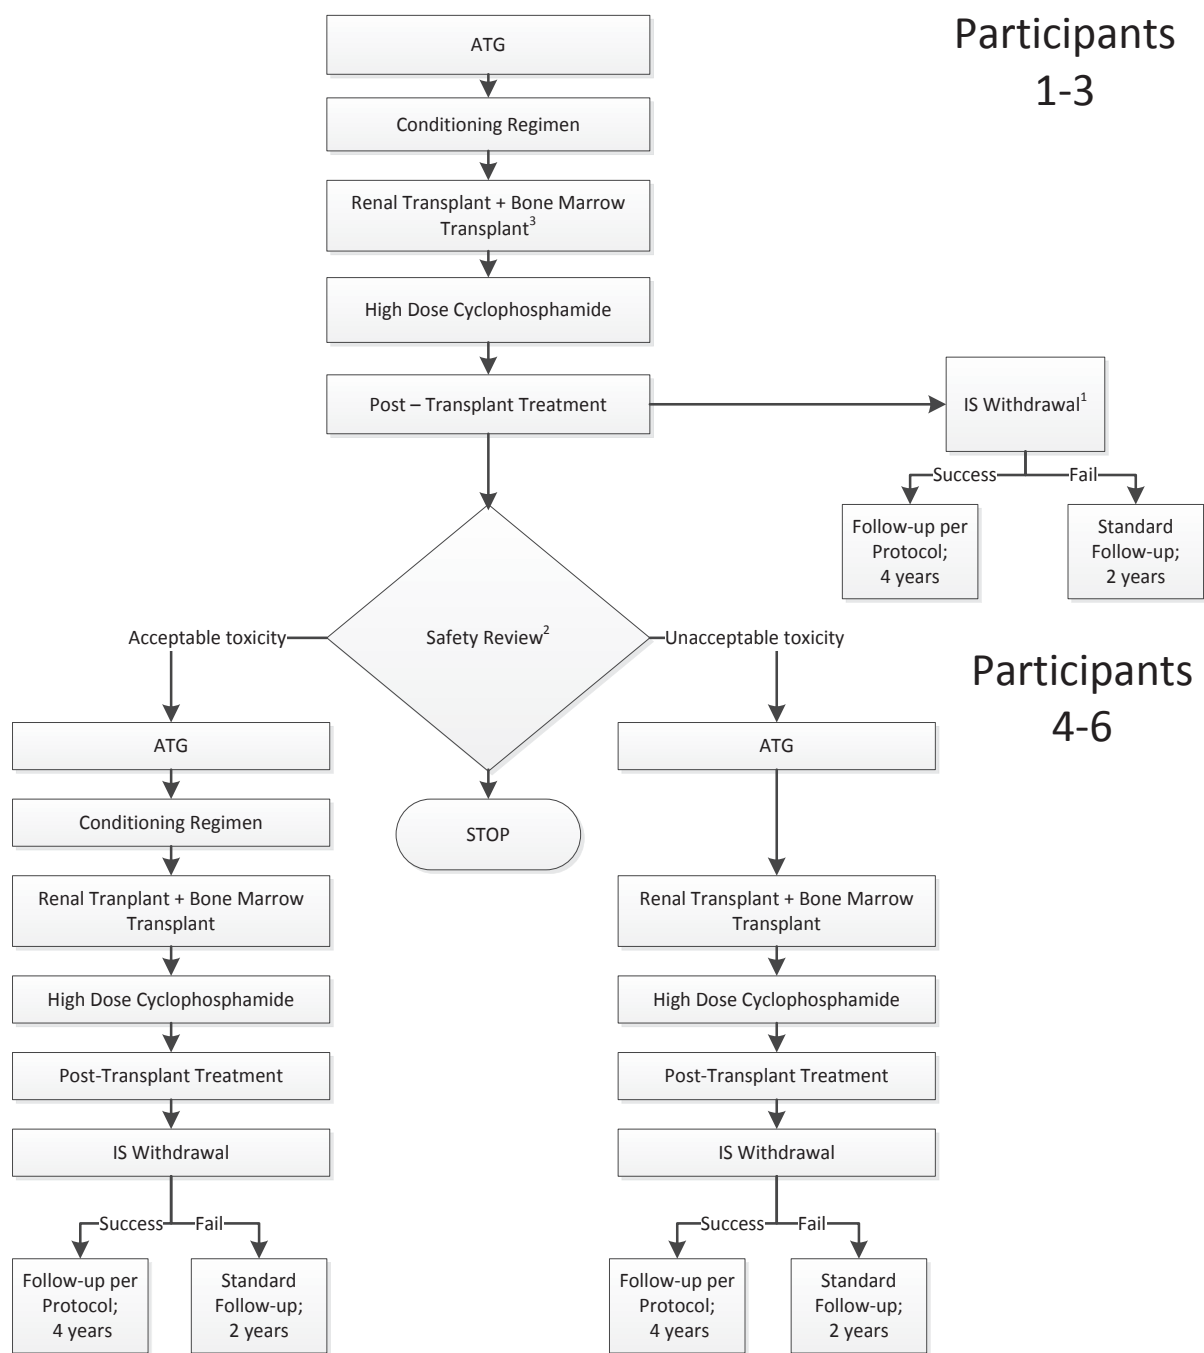 Participants
1-3
ATG
Conditioning Regimen
Renal Transplant + Bone Marrow
Transplant3
High Dose Cyclophosphamide
Post – Transplant Treatment
IS Withdrawal1
Success
Fail
Follow-up per
Protocol;
4 years
Standard
Follow-up;
2 years
Safety Review2
Acceptable toxicity
Unacceptable toxicity
Participants
4-6
STOP
ATG
Conditioning Regimen
Renal Tranplant + Bone Marrow
Transplant
High Dose Cyclophosphamide
Post-Transplant Treatment
IS Withdrawal
Success
Fail
Follow-up per
Protocol;
4 years
Standard
Follow-up;
2 years
ATG
Renal Transplant + Bone Marrow
Transplant
High Dose Cyclophosphamide
Post-Transplant Treatment
IS Withdrawal
Success
Fail
Follow-up per
Protocol;
4 years
Standard
Follow-up;
2 years